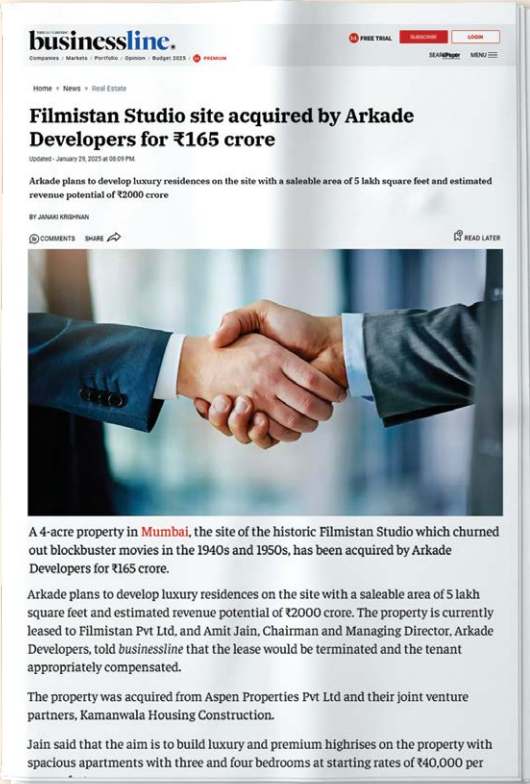 businessline.
Companies / Markets / Portfolio / Opinion / Budget 2025 / PREMIUM
FREE TRIAL
SUBSCRIBE
LOGIN
MENU
Home > News > Real Estate
Filmistan Studio site acquired by Arkade
Developers for ₹165 crore
Updated - January 29, 2025 at 08:09 PM.
Arkade plans to develop luxury residences on the site with a saleable area of 5 lakh square feet and estimated
revenue potential of ₹2000 crore
BY JANAKI KRISHNAN
COMMENTS SHARE
READ LATER
A 4-acre property in Mumbai, the site of the historic Filmistan Studio which churned
out blockbuster movies in the 1940s and 1950s, has been acquired by Arkade
Developers for ₹165 crore.
Arkade plans to develop luxury residences on the site with a saleable area of 5 lakh
square feet and estimated revenue potential of ₹2000 crore. The property is currently
leased to Filmistan Pvt Ltd, and Amit Jain, Chairman and Managing Director, Arkade
Developers, told businessline that the lease would be terminated and the tenant
appropriately compensated.
The property was acquired from Aspen Properties Pvt Ltd and their joint venture
partners, Kamanwala Housing Construction.
Jain said that the aim is to build luxury and premium highrises on the property with
spacious apartments with three and four bedrooms at starting rates of ₹40,000 per